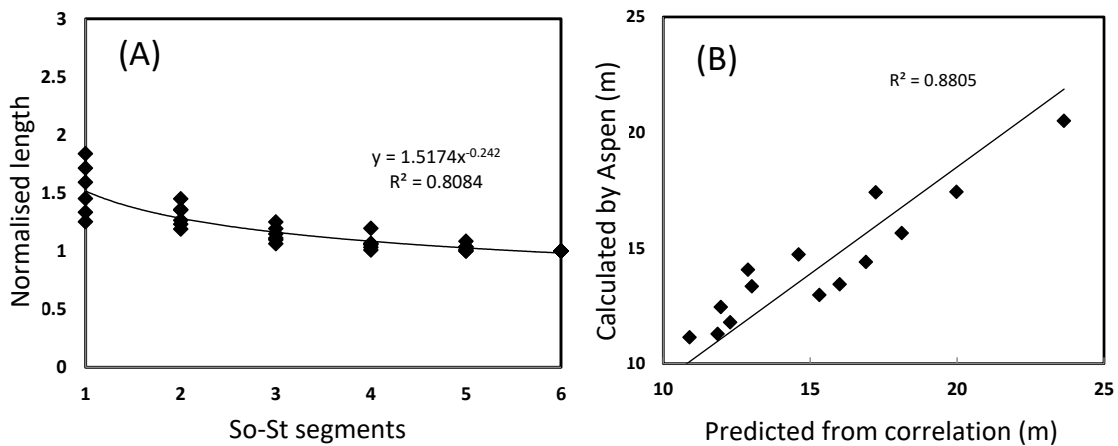 (A)
Normalised length
3
2.5
2
1.5
1
0.5
0
y = 1.5174x^-0.242
R² = 0.8084
1 2 3 4 5 6
So-St segments
(B)
Calculated by Aspen (m)
25
20
15
10
R² = 0.8805
10 15 20 25
Predicted from correlation (m)